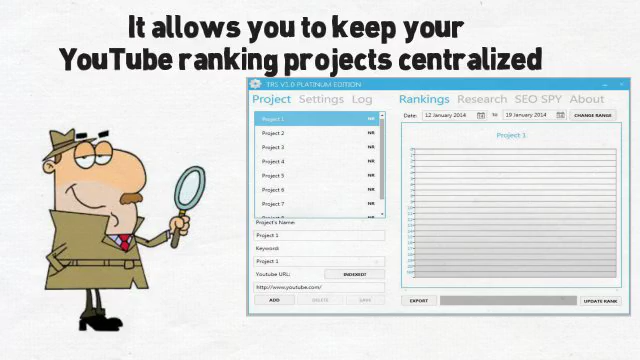 It allows you to keep your
YouTube ranking projects centralized
TRS V1.0 PLATINUM EDITION
Project Settings Log
Rankings Research SEO SPY About
Date: 12 January 2014 to 19 January 2014 CHANGE RANGE
Project 1 NR
Project 2 NR
Project 3 NR
Project 4 NR
Project 5 NR
Project 6 NR
Project 7 NR
Project's Name:
Project 1
Keyword:
Project 1
Youtube URL: INDEXED?
http://www.youtube.com/
ADD DELETE SAVE
Project 1
EXPORT UPDATE RANK